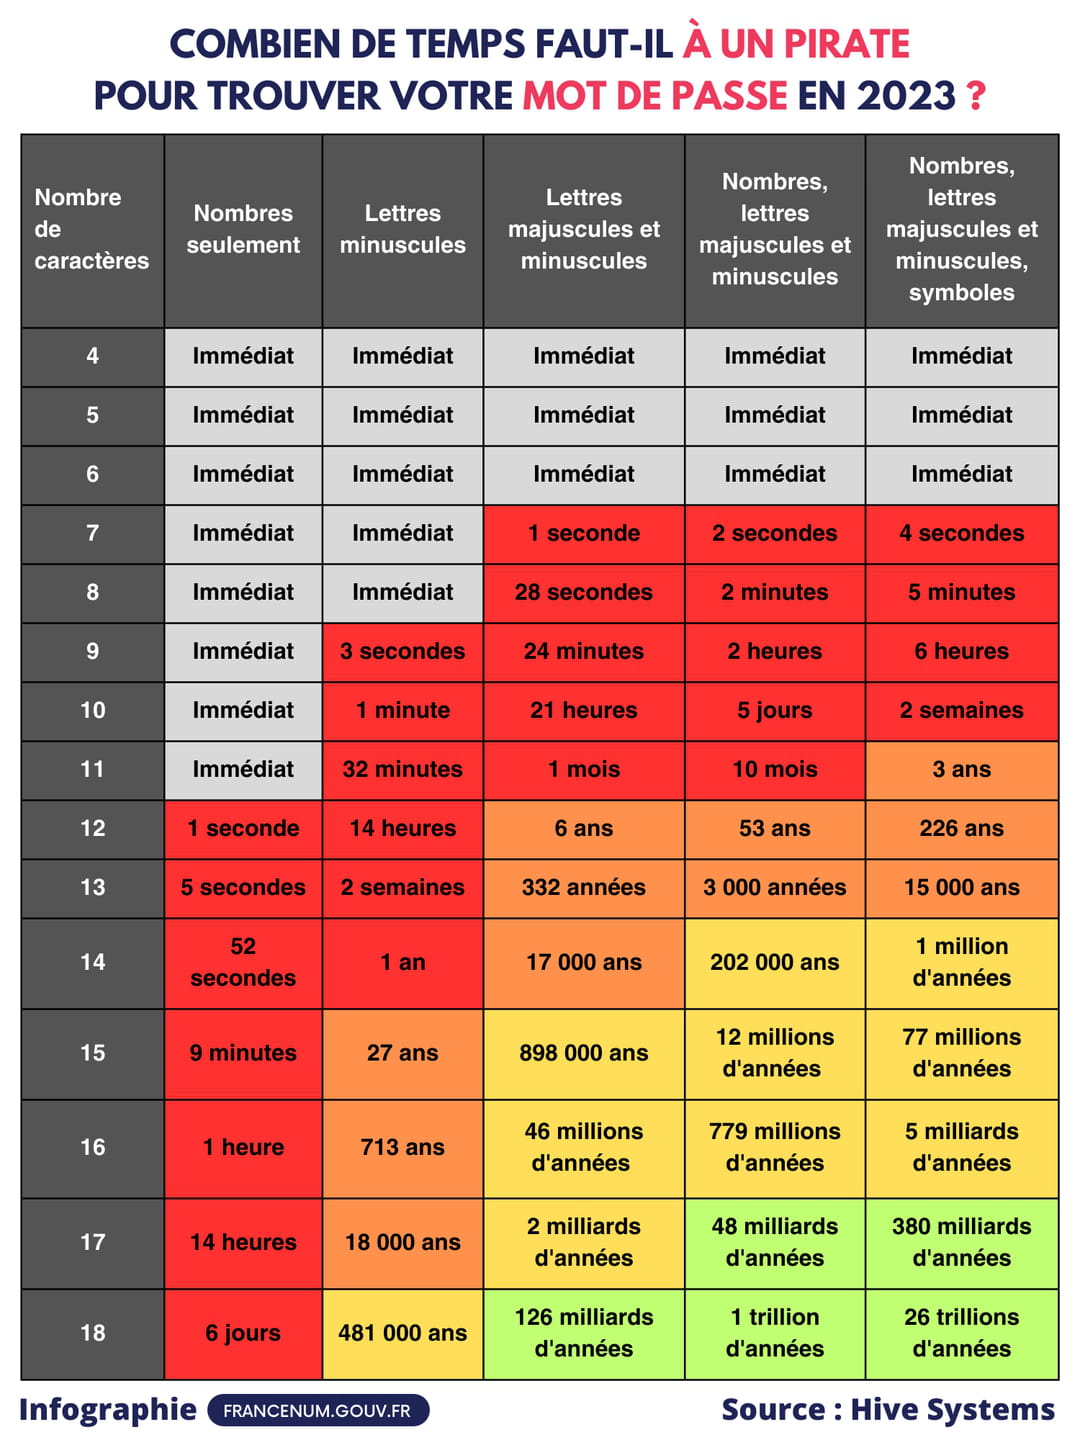 COMBIEN DE TEMPS FAUT-IL À UN PIRATE
POUR TROUVER VOTRE MOT DE PASSE EN 2023 ?
Nombre
de
caractères
Nombres
seulement
Lettres
minuscules
Lettres
majuscules et
minuscules
Nombres,
lettres
majuscules et
minuscules
Nombres,
lettres
majuscules et
minuscules,
symboles
4 Immédiat Immédiat Immédiat Immédiat Immédiat
5 Immédiat Immédiat Immédiat Immédiat Immédiat
6 Immédiat Immédiat Immédiat Immédiat Immédiat
7 Immédiat Immédiat 1 seconde 2 secondes 4 secondes
8 Immédiat Immédiat 28 secondes 2 minutes 5 minutes
9 Immédiat 3 secondes 24 minutes 2 heures 6 heures
10 Immédiat 1 minute 21 heures 5 jours 2 semaines
11 Immédiat 32 minutes 1 mois 10 mois 3 ans
12 1 seconde 14 heures 6 ans 53 ans 226 ans
13 5 secondes 2 semaines 332 années 3 000 années 15 000 ans
14
52
secondes
1 an
17 000 ans
202 000 ans
1 million
d'années
15
9 minutes
27 ans
898 000 ans
12 millions
d'années
77 millions
d'années
16
1 heure
713 ans
46 millions
d'années
779 millions
d'années
5 milliards
d'années
17
14 heures
18 000 ans
2 milliards
d'années
48 milliards
d'années
380 milliards
d'années
18
6 jours
481 000 ans
126 milliards
d'années
1 trillion
d'années
26 trillions
d'années
Infographie FRANCENUM.GOUV.FR Source : Hive Systems